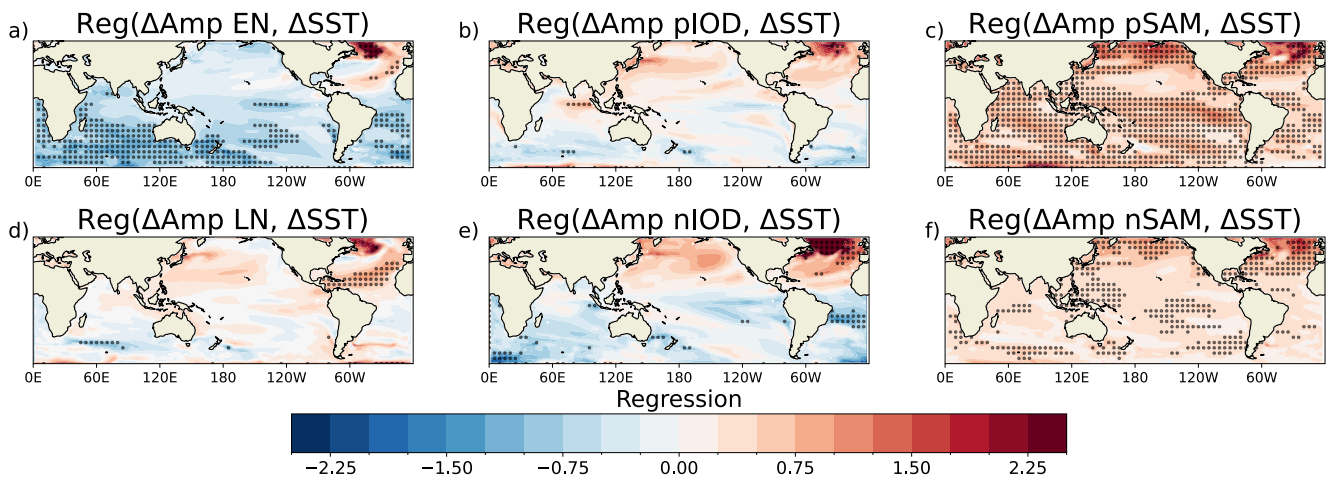 a) Reg(ΔAmp EN, ΔSST)
b) Reg(ΔAmp pIOD, ΔSST)
c) Reg(ΔAmp pSAM, ΔSST)
0E 60E 120E 180 120W 60W
0E 60E 120E 180 120W 60W
0E 60E 120E 180 120W 60W
d) Reg(ΔAmp LN, ΔSST)
e) Reg(ΔAmp nIOD, ΔSST)
f) Reg(ΔAmp nSAM, ΔSST)
0E 60E 120E 180 120W 60W
0E 60E 120E 180 120W 60W
0E 60E 120E 180 120W 60W
Regression
−2.25 −1.50 −0.75 0.00 0.75 1.50 2.25